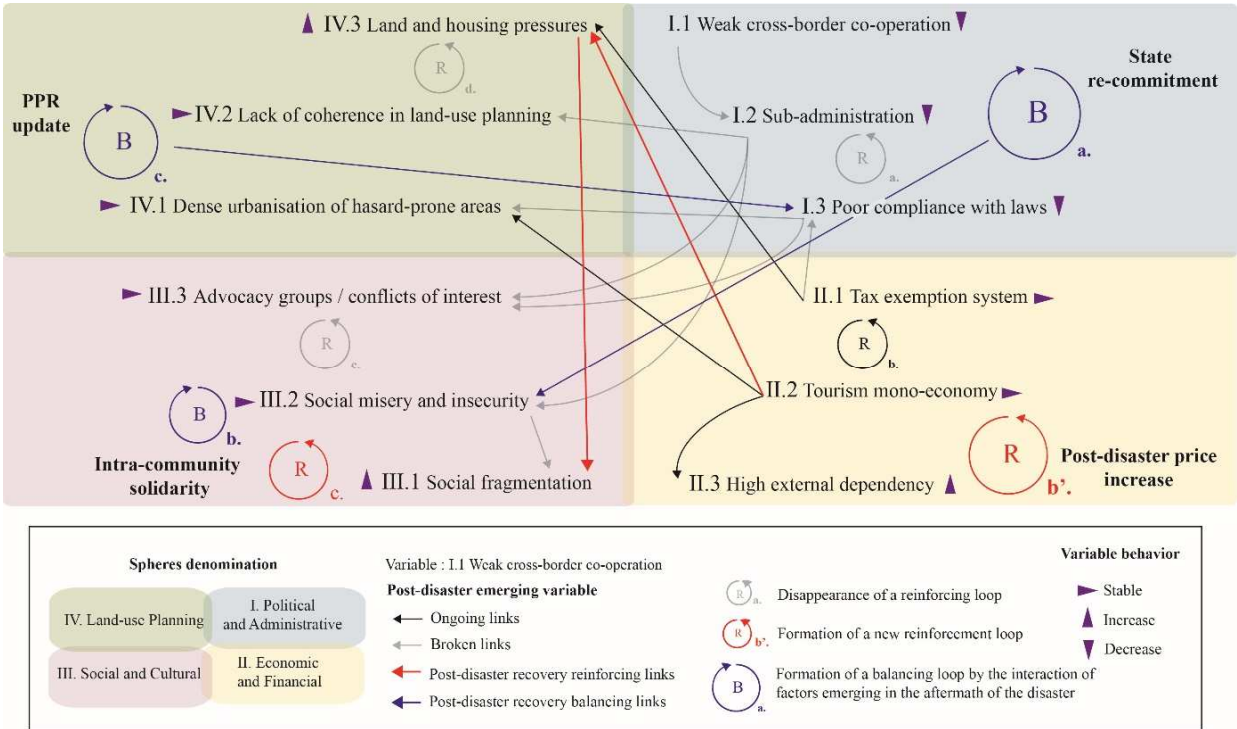 IV.3 Land and housing pressures
R
d.
PPR
update
B
c.
IV.2 Lack of coherence in land-use planning
IV.1 Dense urbanisation of hasard-prone areas
I.1 Weak cross-border co-operation
State
re-commitment
B
a.
I.2 Sub-administration
R
a.
I.3 Poor compliance with laws
III.3 Advocacy groups / conflicts of interest
R
c.
III.2 Social misery and insecurity
B
b.
Intra-community
solidarity
R
c.
III.1 Social fragmentation
II.1 Tax exemption system
R
b.
II.2 Tourism mono-economy
R
b'.
Post-disaster price
increase
II.3 High external dependency
Spheres denomination
IV. Land-use Planning
I. Political
and Administrative
III. Social and Cultural
II. Economic
and Financial
Variable : I.1 Weak cross-border co-operation
Post-disaster emerging variable
Ongoing links
Broken links
Post-disaster recovery reinforcing links
Post-disaster recovery balancing links
R
a.
Disappearance of a reinforcing loop
R
b'.
Formation of a new reinforcement loop
B
a.
Formation of a balancing loop by the interaction of
factors emerging in the aftermath of the disaster
Variable behavior
Stable
Increase
Decrease